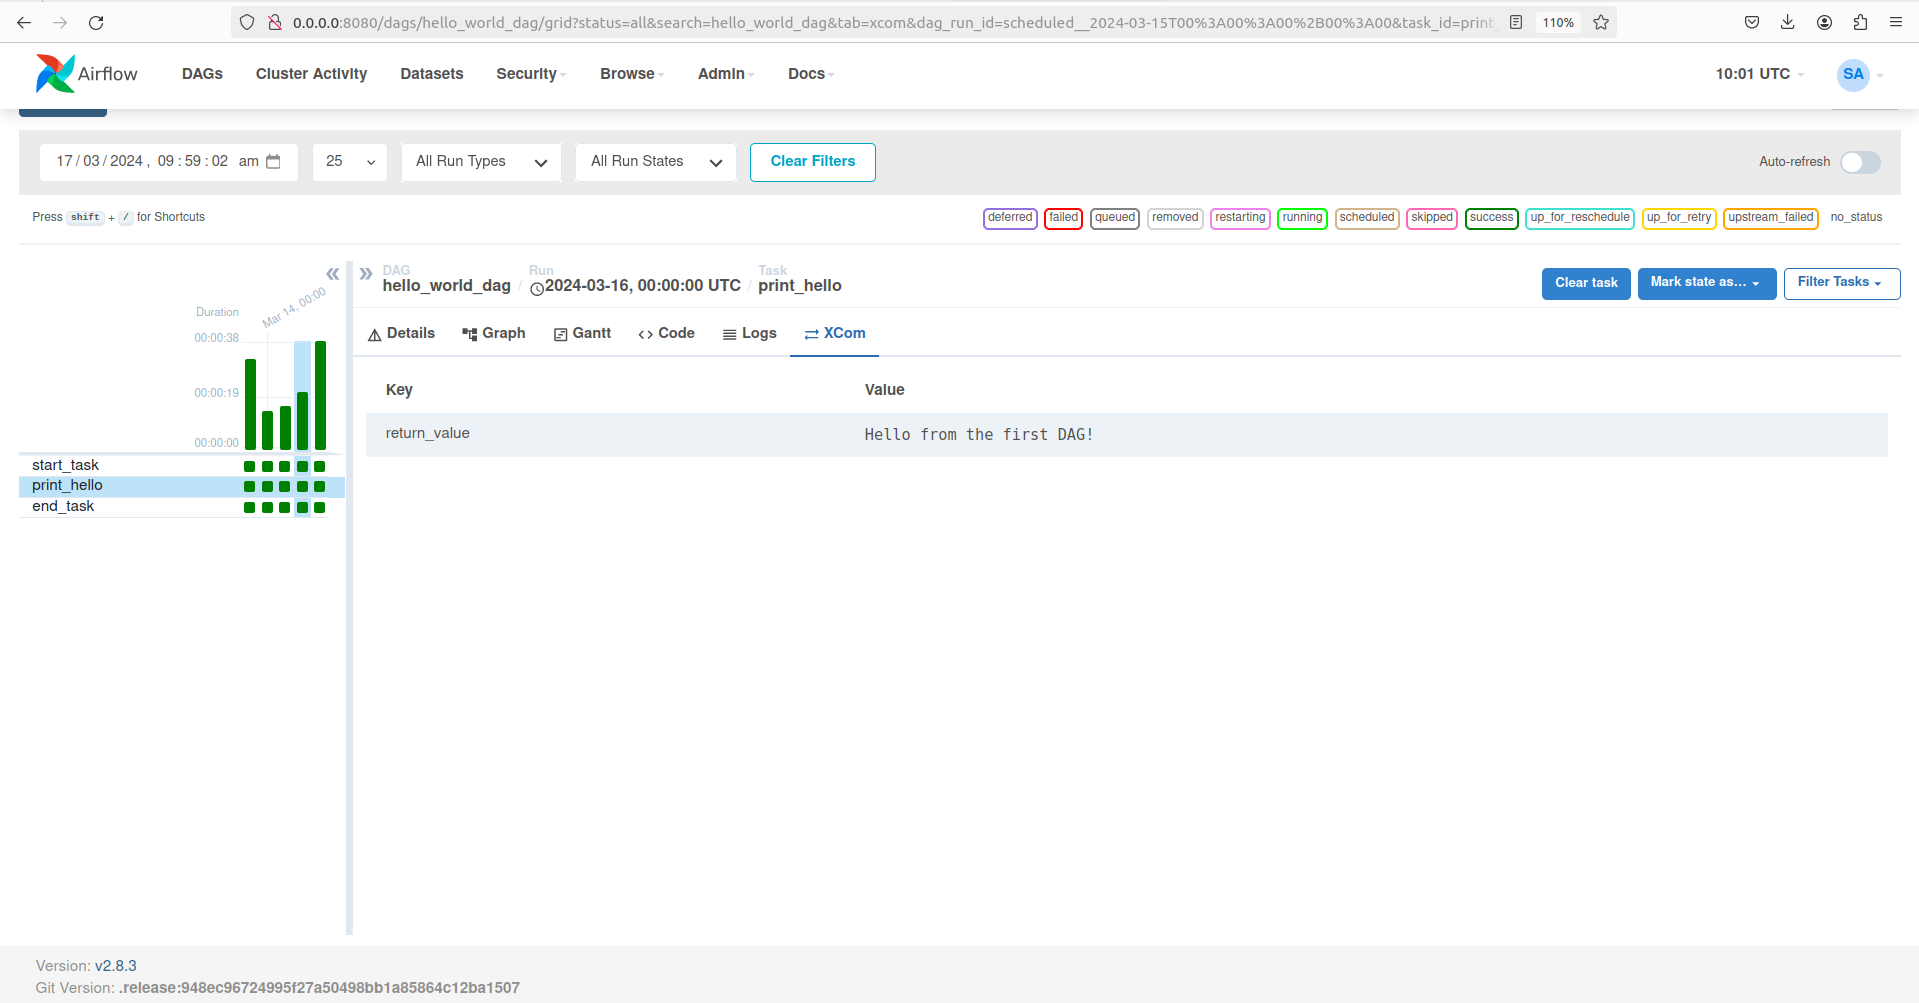 0.0.0.0:8080/dags/hello_world_dag/grid?status=all&search=hello_world_dag&tab=xcom&dag_run_id=scheduled__2024-03-15T00%3A00%3A00%2B00%3A00&task_id=print_ 110%
Airflow DAGs Cluster Activity Datasets Security Browse Admin Docs 10:01 UTC SA
17/03/2024, 09:59:02 am 25 All Run Types All Run States Clear Filters Auto-refresh
Press shift + / for Shortcuts deferred failed queued removed restarting running scheduled skipped success up_for_reschedule up_for_retry upstream_failed no_status
DAG Run Task
hello_world_dag / 2024-03-16, 00:00:00 UTC / print_hello Clear task Mark state as... Filter Tasks
Mar 14, 00:00
Duration
00:00:38
00:00:19
00:00:00
start_task
print_hello
end_task
Details Graph Gantt Code Logs XCom
Key Value
return_value Hello from the first DAG!
Version: v2.8.3
Git Version: .release:948ec96724995f27a50498bb1a85864c12ba1507